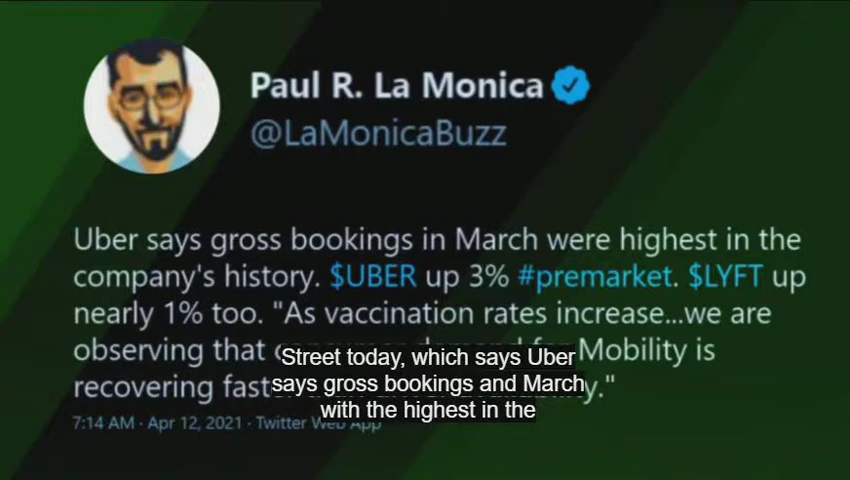 Paul R. La Monica
@LaMonicaBuzz
Uber says gross bookings in March were highest in the
company's history. $UBER up 3% #premarket. $LYFT up
nearly 1% too. "As vaccination rates increase...we are
observing that Mobility is
recovering
Street today, which says Uber
says gross bookings and March
with the highest in the
7:14 AM · Apr 12, 2021 · Twitter Web App